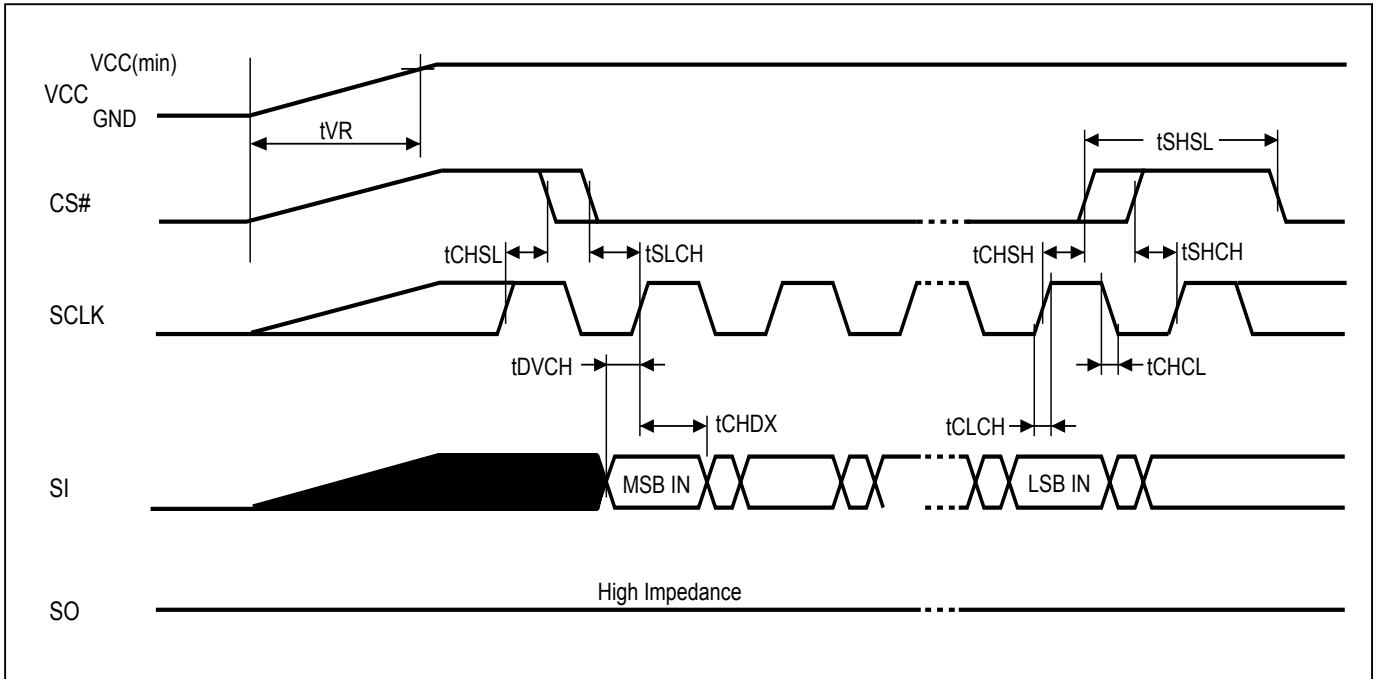 VCC(min)
VCC
GND
tVR
tSHSL
CS#
tCHSL
tSLCH
tCHSH
tSHCH
SCLK
tDVCH
tCHCL
tCHDX
tCLCH
SI
MSB IN
LSB IN
High Impedance
SO